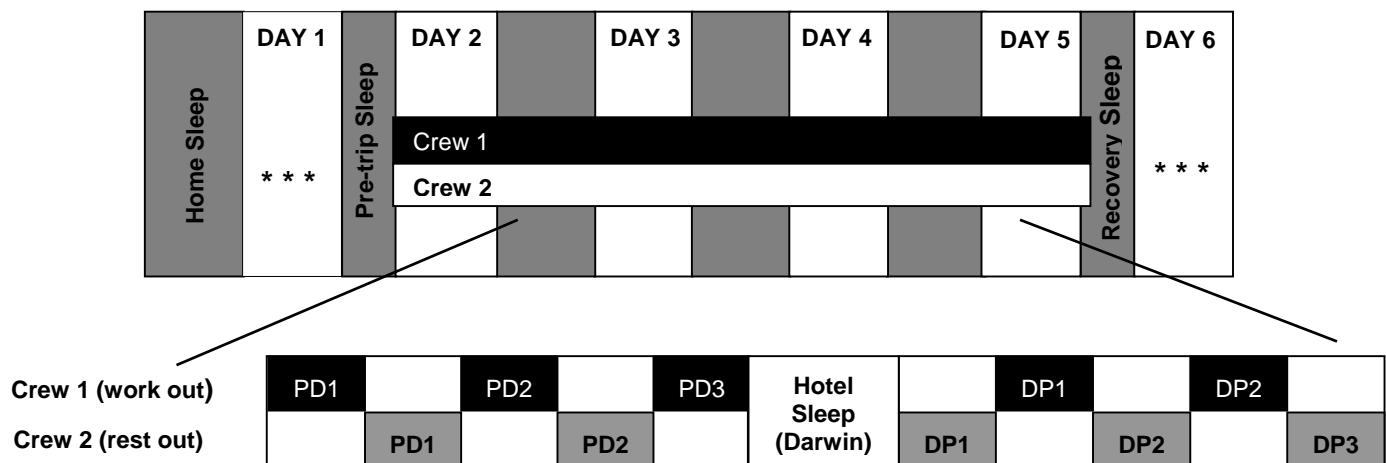 DAY 1 DAY 2 DAY 3 DAY 4 DAY 5 DAY 6
Home Sleep
* * *
Pre-trip Sleep
Crew 1
Crew 2
Recovery Sleep
* * *
Crew 1 (work out) PD1 PD2 PD3 DP1 DP2
Hotel
Sleep
(Darwin)
Crew 2 (rest out) PD1 PD2 DP1 DP2 DP3